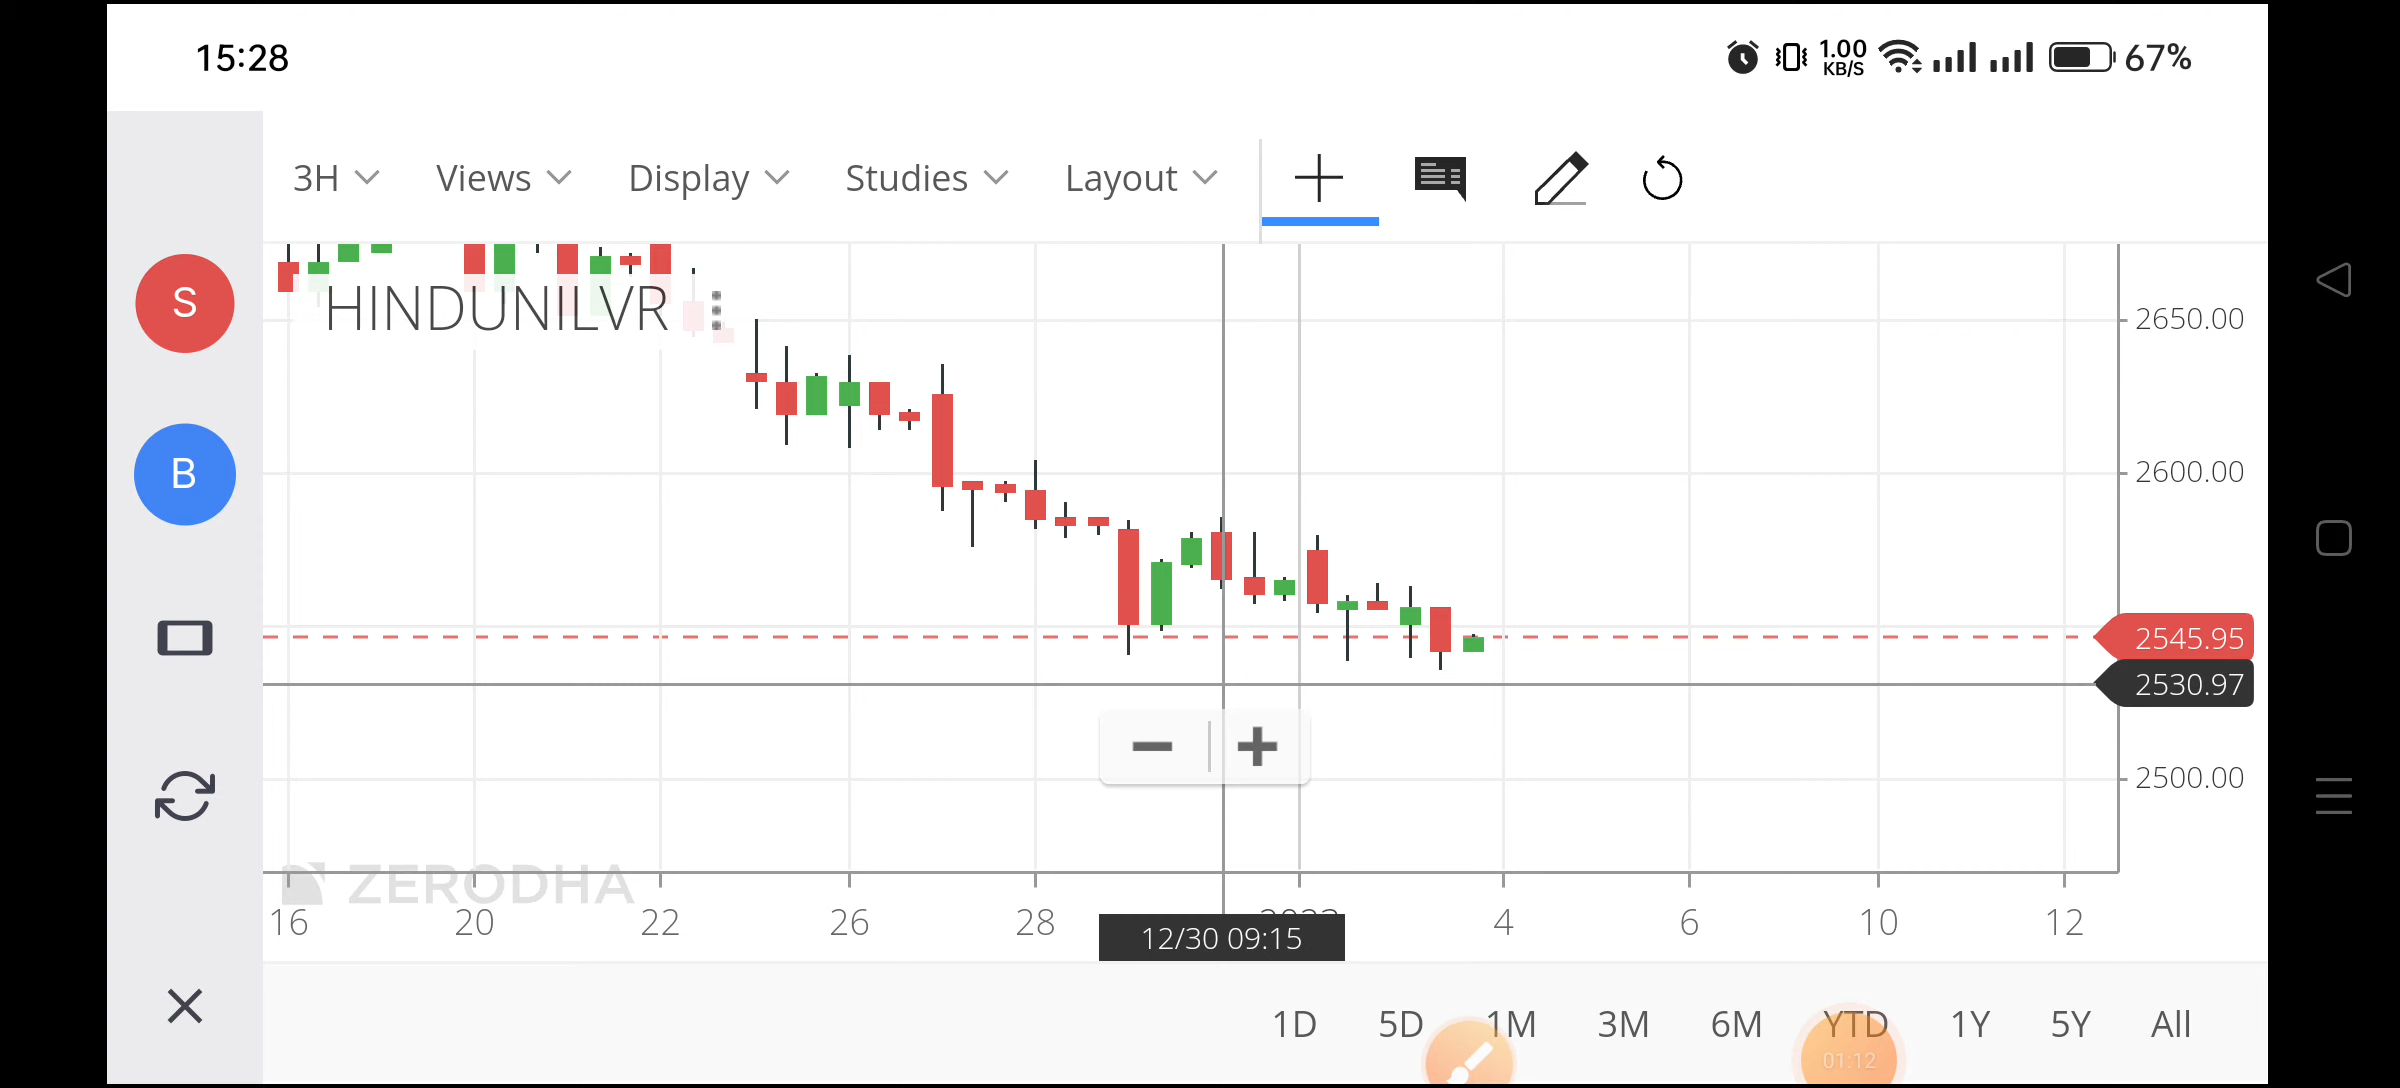 15:28
1.00
KB/S
67%
3H Views Display Studies Layout
S
HINDUNILVR
2650.00
B
2600.00
2545.95
2530.97
2500.00
ZERODHA
16 20 22 26 28 2023 4 6 10 12
12/30 09:15
1D 5D 1M 3M 6M YTD 1Y 5Y All
01:12